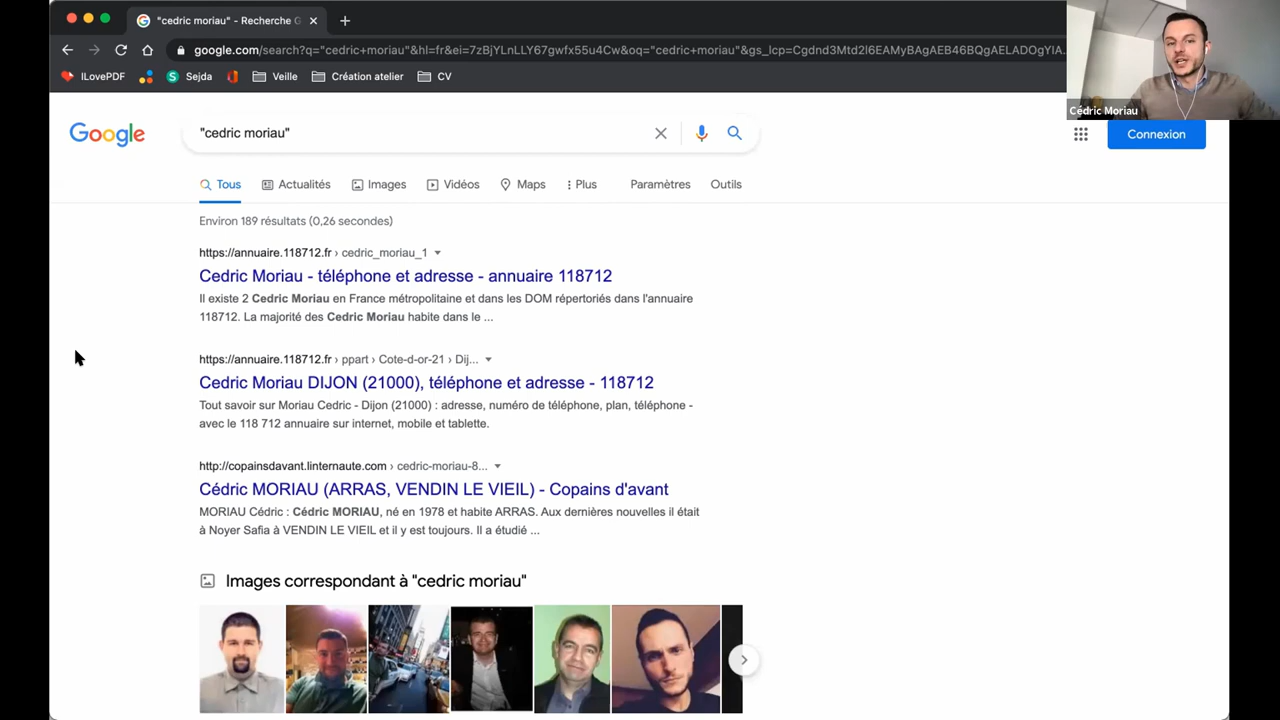 "cedric moriau" - Recherche G
google.com/search?q="cedric+moriau"&hl=fr&ei=7zBjYLnLLY67gwfx55u4Cw&oq="cedric+moriau"&gs_lcp=Cgdnd3Mtd2l6EAMyBAgAEB46BQgAELADOgYIA...
ILovePDF
Sejda
Veille
Création atelier
CV
Cédric Moriau
Google
"cedric moriau"
Connexion
Tous
Actualités
Images
Vidéos
Maps
Plus
Paramètres
Outils
Environ 189 résultats (0,26 secondes)
https://annuaire.118712.fr › cedric_moriau_1
Cedric Moriau - téléphone et adresse - annuaire 118712
Il existe 2 Cedric Moriau en France métropolitaine et dans les DOM répertoriés dans l'annuaire
118712. La majorité des Cedric Moriau habite dans le ...
https://annuaire.118712.fr › ppart › Cote-d-or-21 › Dij...
Cedric Moriau DIJON (21000), téléphone et adresse - 118712
Tout savoir sur Moriau Cedric - Dijon (21000) : adresse, numéro de téléphone, plan, téléphone -
avec le 118 712 annuaire sur internet, mobile et tablette.
http://copainsdavant.linternaute.com › cedric-moriau-8...
Cédric MORIAU (ARRAS, VENDIN LE VIEIL) - Copains d'avant
MORIAU Cédric : Cédric MORIAU, né en 1978 et habite ARRAS. Aux dernières nouvelles il était
à Noyer Safia à VENDIN LE VIEIL et il y est toujours. Il a étudié ...
Images correspondant à "cedric moriau"